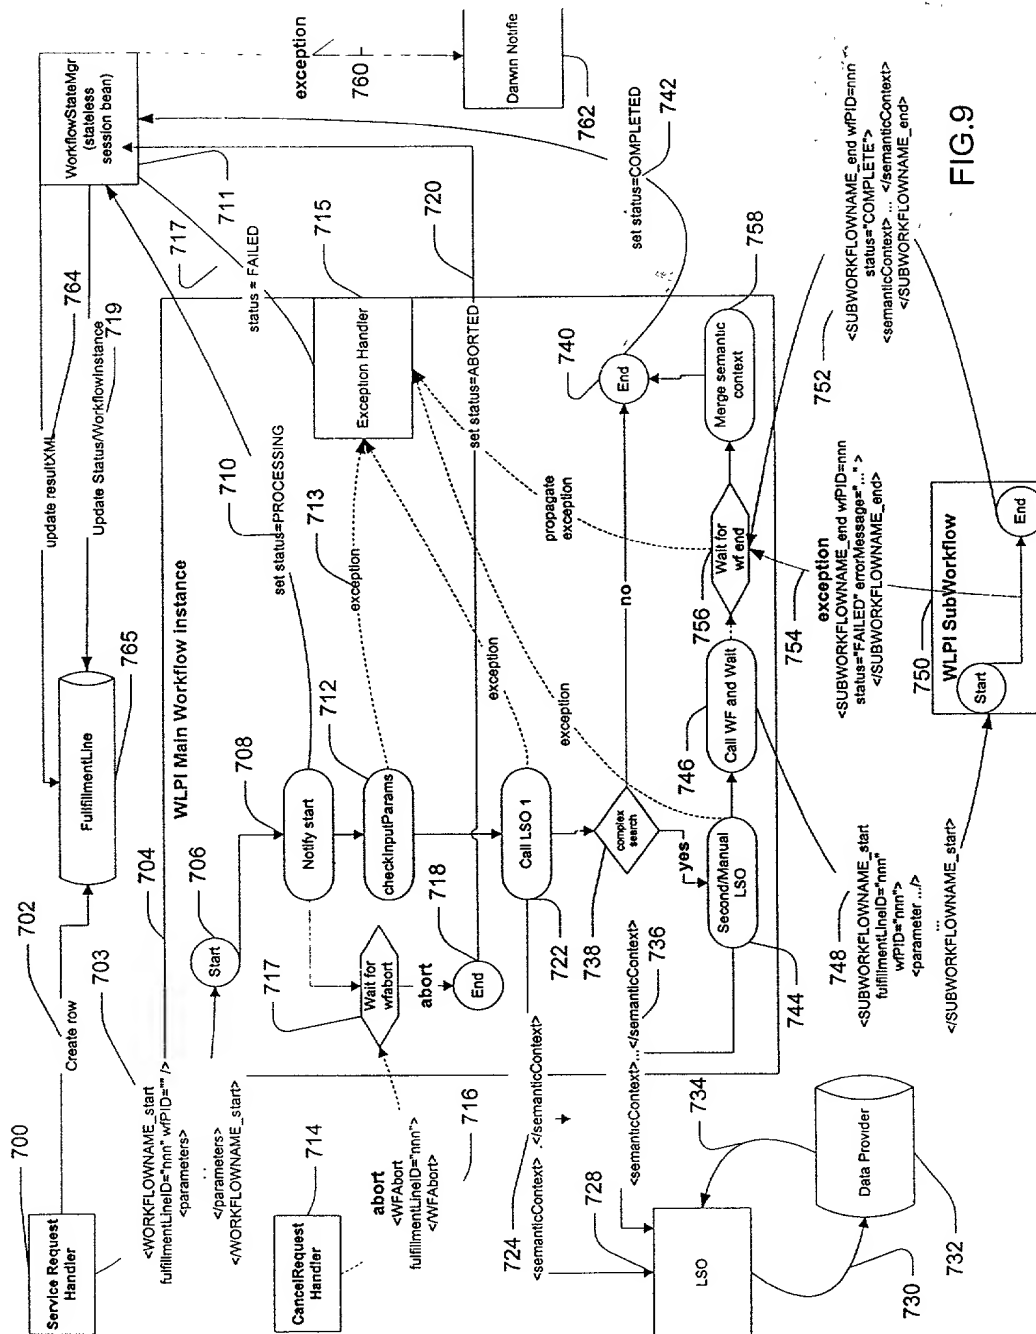 700
Service Request
Handler
702
Create row
703
<WORKFLOWNAME_start
fulfillmentLineID="nnn" wfPID="" />
<parameters>
</parameters>
</WORKFLOWNAME_start>
704
FulfillmentLine
765
update resultXML
764
Update Status/WorkflowInstance
719
WorkflowStateMgr
(stateless
session bean)
711
717
status = FAILED
exception
760
Darwin Notifie
762
WLPI Main Workflow instance
706
Start
708
Notify start
710
set status=PROCESSING
712
checkInputParams
713
exception
715
Exception Handler
714
CancelRequest
Handler
abort
<WFAbort
fulfillmentLineID="nnn">
</WFAbort>
716
717
Wait for
wfabort
abort
718
End
set status=ABORTED
720
722
Call LSO 1
exception
724
<semanticContext> ...</semanticContext>
738
complex
search
no
yes
exception
740
End
set status=COMPLETED
742
744
Second/Manual
LSO
736
<semanticContext>...</semanticContext>
746
Call WF and Wait
756
Wait for
wf end
propagate
exception
758
Merge semantic
context
728
LSO
730
732
734
Data Provider
748
<SUBWORKFLOWNAME_start
fulfillmentLineID="nnn"
wfPID="nnn">
<parameter .../>
...
</SUBWORKFLOWNAME_start>
750
WLPI SubWorkflow
Start
End
754
exception
<SUBWORKFLOWNAME_end wfPID=nnn
status="FAILED" errorMessage="..." >
</SUBWORKFLOWNAME_end>
752
<SUBWORKFLOWNAME_end wfPID=nnn
status="COMPLETE">
<semanticContext> ... </semanticContext>
</SUBWORKFLOWNAME_end>
FIG.9